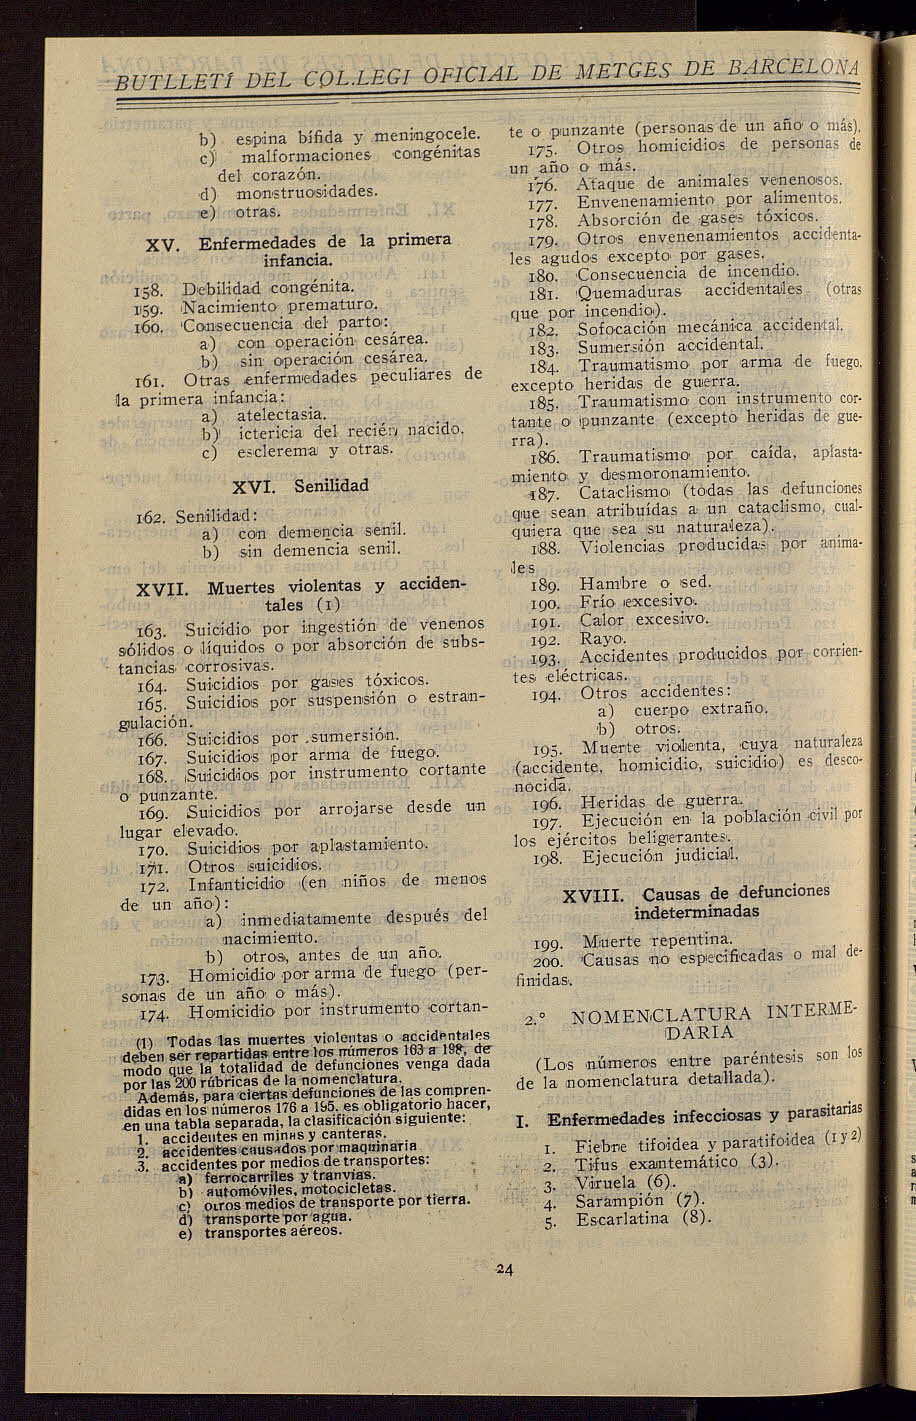 BUTLLETÍ DEL COL.LEGI OFICIAL DE METGES DE BARCELONA
b) espina bífida y meningocele.
c) malformaciones congénitas
del corazón.
d) monstruosidades.
e) otras.
XV. Enfermedades de la primera
infancia.
158. Debilidad congénita.
159. Nacimiento prematuro.
160. Consecuencia del parto:
a) con operación cesárea.
b) sin operación cesárea.
161. Otras enfermedades peculiares de
la primera infancia:
a) atelectasia.
b) ictericia del recién nacido.
c) esclerema y otras.
XVI. Senilidad
162. Senilidad:
a) con demencia senil.
b) sin demencia senil.
XVII. Muertes violentas y acciden-
tales (1)
163. Suicidio por ingestión de venenos
sólidos o líquidos o por absorción de subs-
tancias corrosivas.
164. Suicidios por gases tóxicos.
165. Suicidios por suspensión o estran-
gulación.
166. Suicidios por sumersión.
167. Suicidios por arma de fuego.
168. Suicidios por instrumento cortante
o punzante.
169. Suicidios por arrojarse desde un
lugar elevado.
170. Suicidios por aplastamiento.
171. Otros suicidios.
172. Infanticidio (en niños de menos
de un año):
a) inmediatamente después del
nacimiento.
b) otros, antes de un año.
173. Homicidio por arma de fuego (per-
sonas de un año o más).
174. Homicidio por instrumento cortan-
(1) Todas las muertes violentas o accidentales
deben ser repartidas entre los números 163 a 198, de
modo que la totalidad de defunciones venga dada
por las 200 rúbricas de la nomenclatura.
Además, para ciertas defunciones de las compren-
didas en los números 176 a 195. es obligatorio hacer,
en una tabla separada, la clasificación siguiente:
1. accidentes en minas y canteras.
2. accidentes causados por maquinaria
3. accidentes por medios de transportes:
a) ferrocarriles y tranvías.
b) automóviles, motocicletas.
c) otros medios de transporte por tierra.
d) transporte por agua.
e) transportes aéreos.
te o punzante (personas de un año o más).
175. Otros homicidios de personas de
un año o más.
176. Ataque de animales venenosos.
177. Envenenamiento por alimentos.
178. Absorción de gases tóxicos.
179. Otros envenenamientos accidenta-
les agudos excepto por gases.
180. Consecuencia de incendio.
181. Quemaduras accidentales (otras
que por incendio).
182. Sofocación mecánica accidental.
183. Sumersión accidental.
184. Traumatismo por arma de fuego,
excepto heridas de guerra.
185. Traumatismo con instrumento cor-
tante o punzante (excepto heridas de gue-
rra).
186. Traumatismo por caída, aplasta-
miento y desmoronamiento.
187. Cataclismo (todas las defunciones
que sean atribuídas a un cataclismo, cual-
quiera que sea su naturaleza).
188. Violencias producidas por anima-
les
189. Hambre o sed.
190. Frío excesivo.
191. Calor excesivo.
192. Rayo.
193. Accidentes producidos por corrien-
tes eléctricas.
194. Otros accidentes:
a) cuerpo extraño.
b) otros.
195. Muerte violenta, cuya naturaleza
(accidente, homicidio, suicidio) es desco-
nocida.
196. Heridas de guerra.
197. Ejecución en la población civil por
los ejércitos beligerantes.
198. Ejecución judicial.
XVIII. Causas de defunciones
indeterminadas
199. Muerte repentina.
200. Causas no especificadas o mal de-
finidas.
2.° NOMENCLATURA INTERME-
DARIA
(Los números entre paréntesis son los
de la nomenclatura detallada).
I. Enfermedades infecciosas y parasitarias
1. Fiebre tifoidea y paratifoidea (1 y 2)
2. Tifus exantemático (3).
3. Viruela (6).
4. Sarampión (7).
5. Escarlatina (8).
24